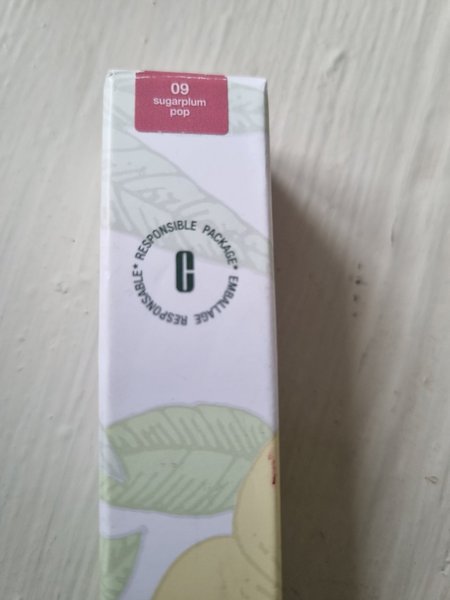 09
sugarplum
pop
RESPONSIBLE PACKAGE* EMBALLAGE RESPONSABLE*
C